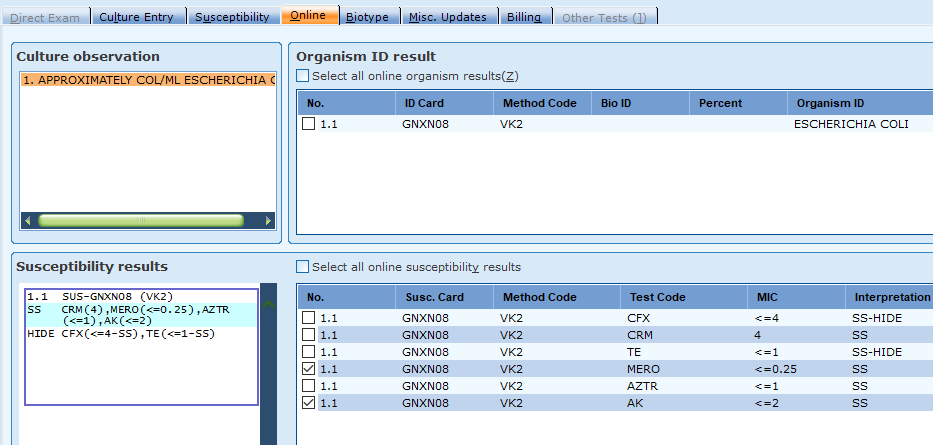 Direct Exam Culture Entry Susceptibility Online Biotype Misc. Updates Billing Other Tests (])
Culture observation
1. APPROXIMATELY COL/ML ESCHERICHIA
Organism ID result
Select all online organism results(Z)
No. ID Card Method Code Bio ID Percent Organism ID
1.1 GNXN08 VK2 ESCHERICHIA COLI
Susceptibility results
1.1 SUS-GNXN08 (VK2)
SS CRM(4),MERO(<=0.25),AZTR
(<=1),AK(<=2)
HIDE CFX(<=4-SS),TE(<=1-SS)
Select all online susceptibility results
No. Susc. Card Method Code Test Code MIC Interpretation
1.1 GNXN08 VK2 CFX <=4 SS-HIDE
1.1 GNXN08 VK2 CRM 4 SS
1.1 GNXN08 VK2 TE <=1 SS-HIDE
1.1 GNXN08 VK2 MERO <=0.25 SS
1.1 GNXN08 VK2 AZTR <=1 SS
1.1 GNXN08 VK2 AK <=2 SS